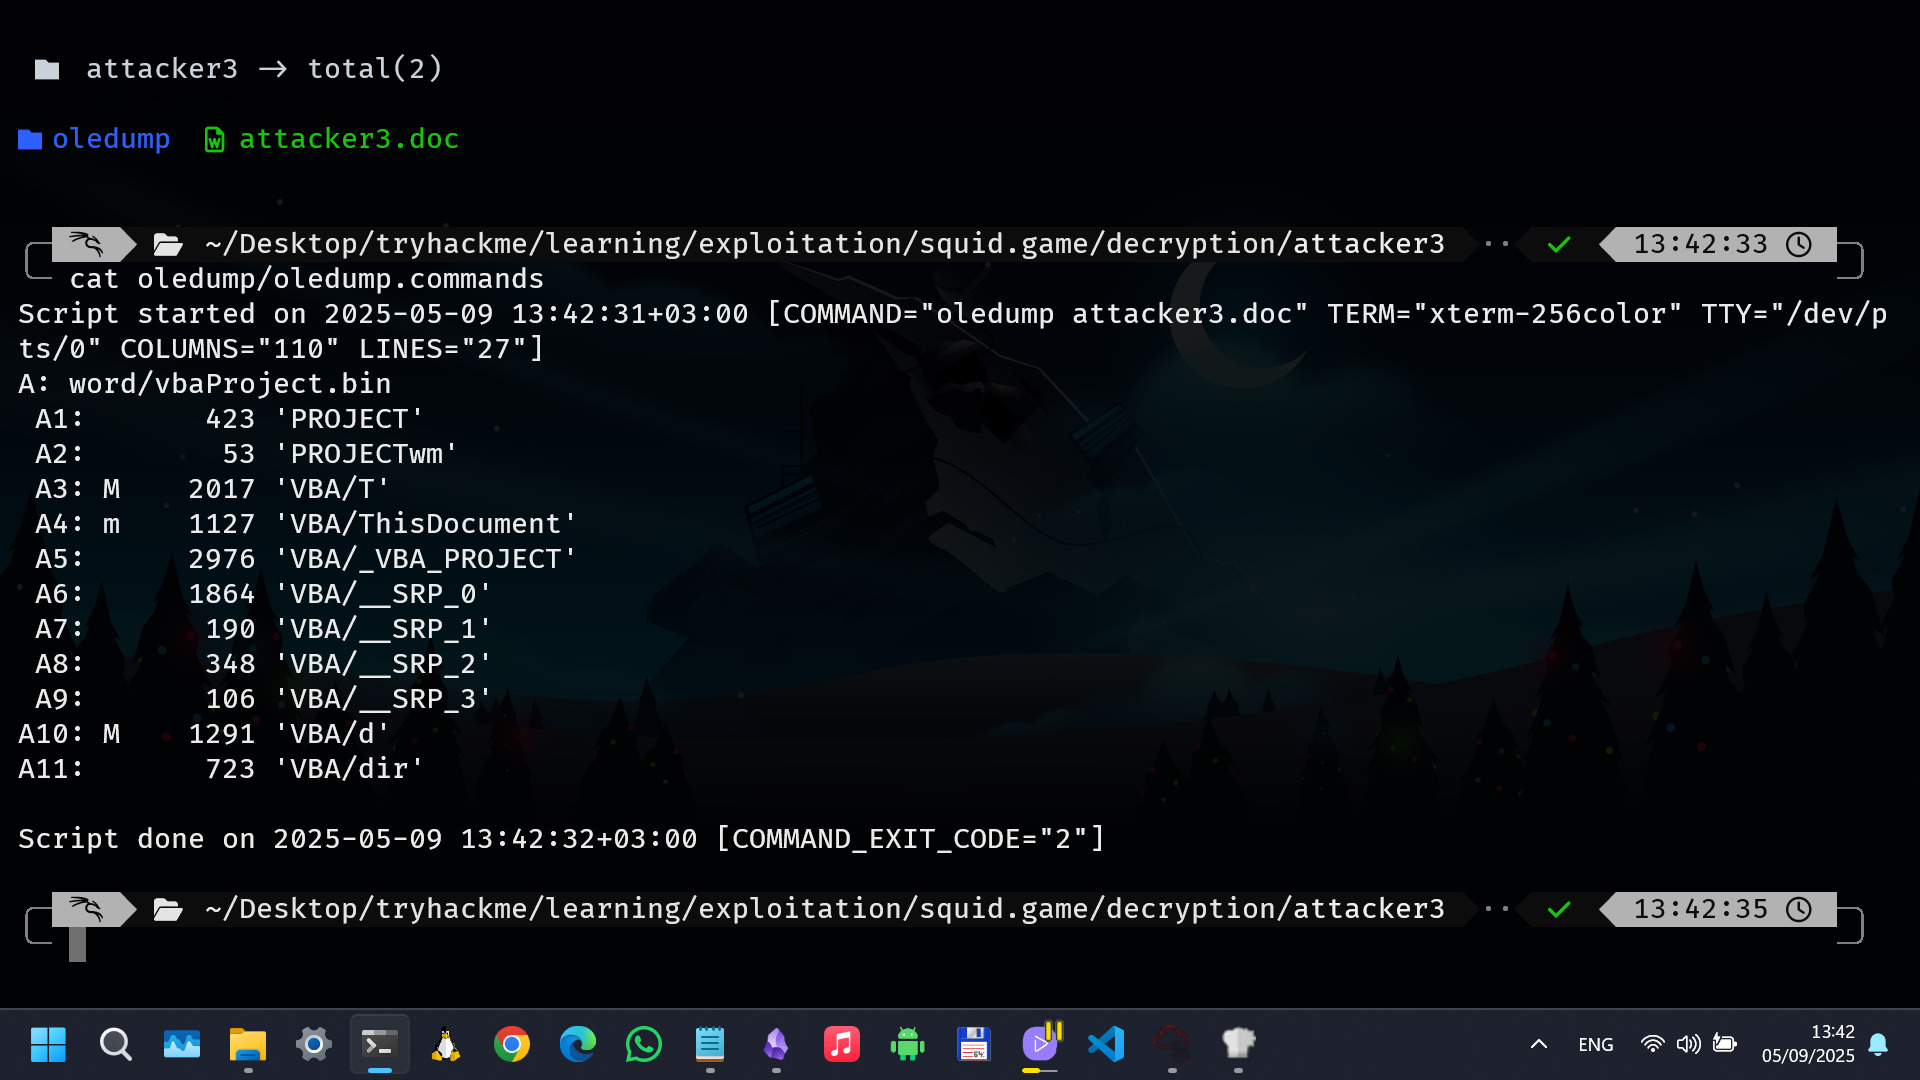 attacker3 → total(2)
oledump attacker3.doc
~/Desktop/tryhackme/learning/exploitation/squid.game/decryption/attacker3 ·· ✓ 13:42:33
cat oledump/oledump.commands
Script started on 2025-05-09 13:42:31+03:00 [COMMAND="oledump attacker3.doc" TERM="xterm-256color" TTY="/dev/p
ts/0" COLUMNS="110" LINES="27"]
A: word/vbaProject.bin
 A1:       423 'PROJECT'
 A2:        53 'PROJECTwm'
 A3: M    2017 'VBA/T'
 A4: m    1127 'VBA/ThisDocument'
 A5:      2976 'VBA/_VBA_PROJECT'
 A6:      1864 'VBA/__SRP_0'
 A7:       190 'VBA/__SRP_1'
 A8:       348 'VBA/__SRP_2'
 A9:       106 'VBA/__SRP_3'
A10: M    1291 'VBA/d'
A11:       723 'VBA/dir'
Script done on 2025-05-09 13:42:32+03:00 [COMMAND_EXIT_CODE="2"]
~/Desktop/tryhackme/learning/exploitation/squid.game/decryption/attacker3 ·· ✓ 13:42:35
ENG
13:42
05/09/2025